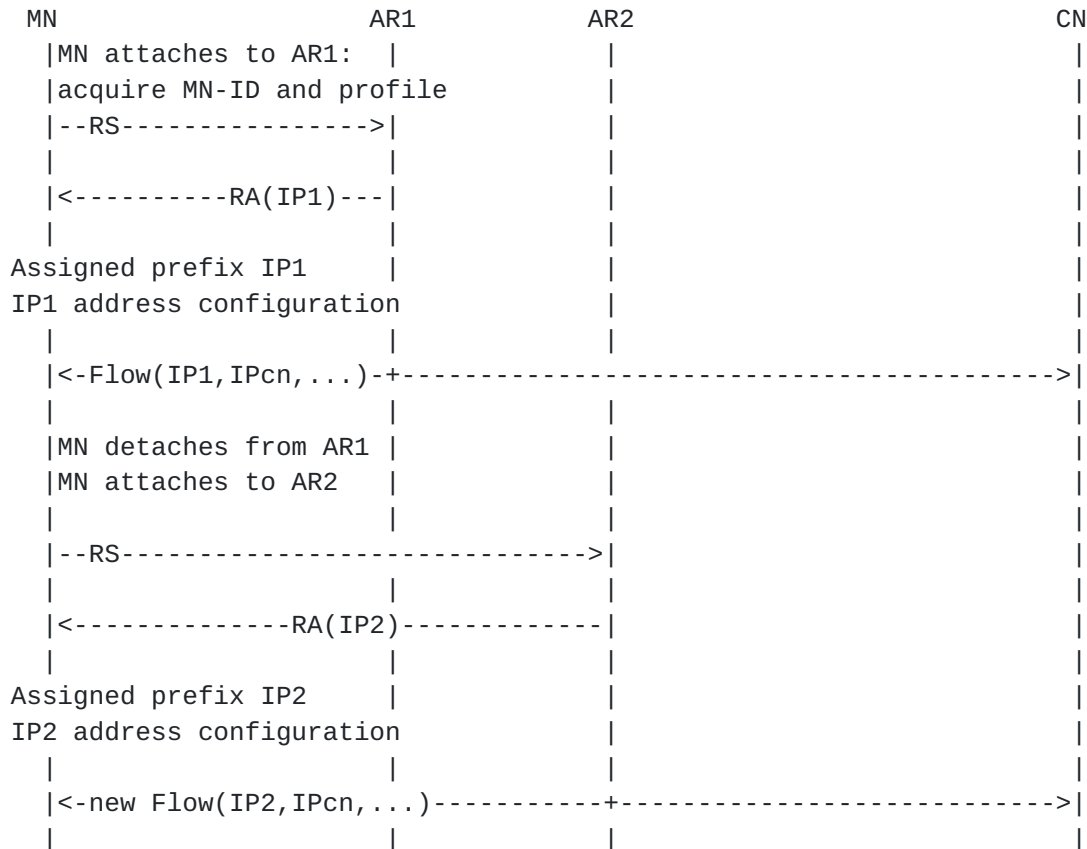 MN                    AR1           AR2                           CN
  |MN attaches to AR1:  |             |                             |
  |acquire MN-ID and profile          |                             |
  |--RS---------------->|             |                             |
  |                     |             |                             |
  |<----------RA(IP1)---|             |                             |
  |                     |             |                             |
Assigned prefix IP1     |             |                             |
IP1 address configuration             |                             |
  |                     |             |                             |
  |<-Flow(IP1,IPcn,...)-+------------------------------------------>|
  |                     |             |                             |
  |MN detaches from AR1 |             |                             |
  |MN attaches to AR2   |             |                             |
  |                     |             |                             |
  |--RS------------------------------>|                             |
  |                     |             |                             |
  |<--------------RA(IP2)-------------|                             |
  |                     |             |                             |
Assigned prefix IP2     |             |                             |
IP2 address configuration             |                             |
  |                     |             |                             |
  |<-new Flow(IP2,IPcn,...)-----------+---------------------------->|
  |                     |             |                             |